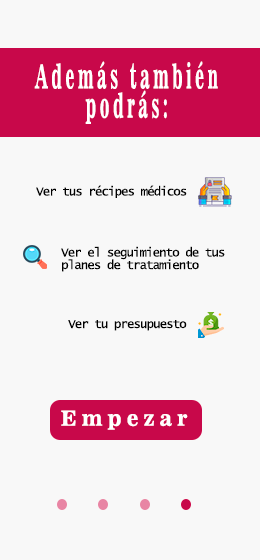 Además también
podrás:
Ver tus récipes médicos
Ver el seguimiento de tus
planes de tratamiento
Ver tu presupuesto
Empezar